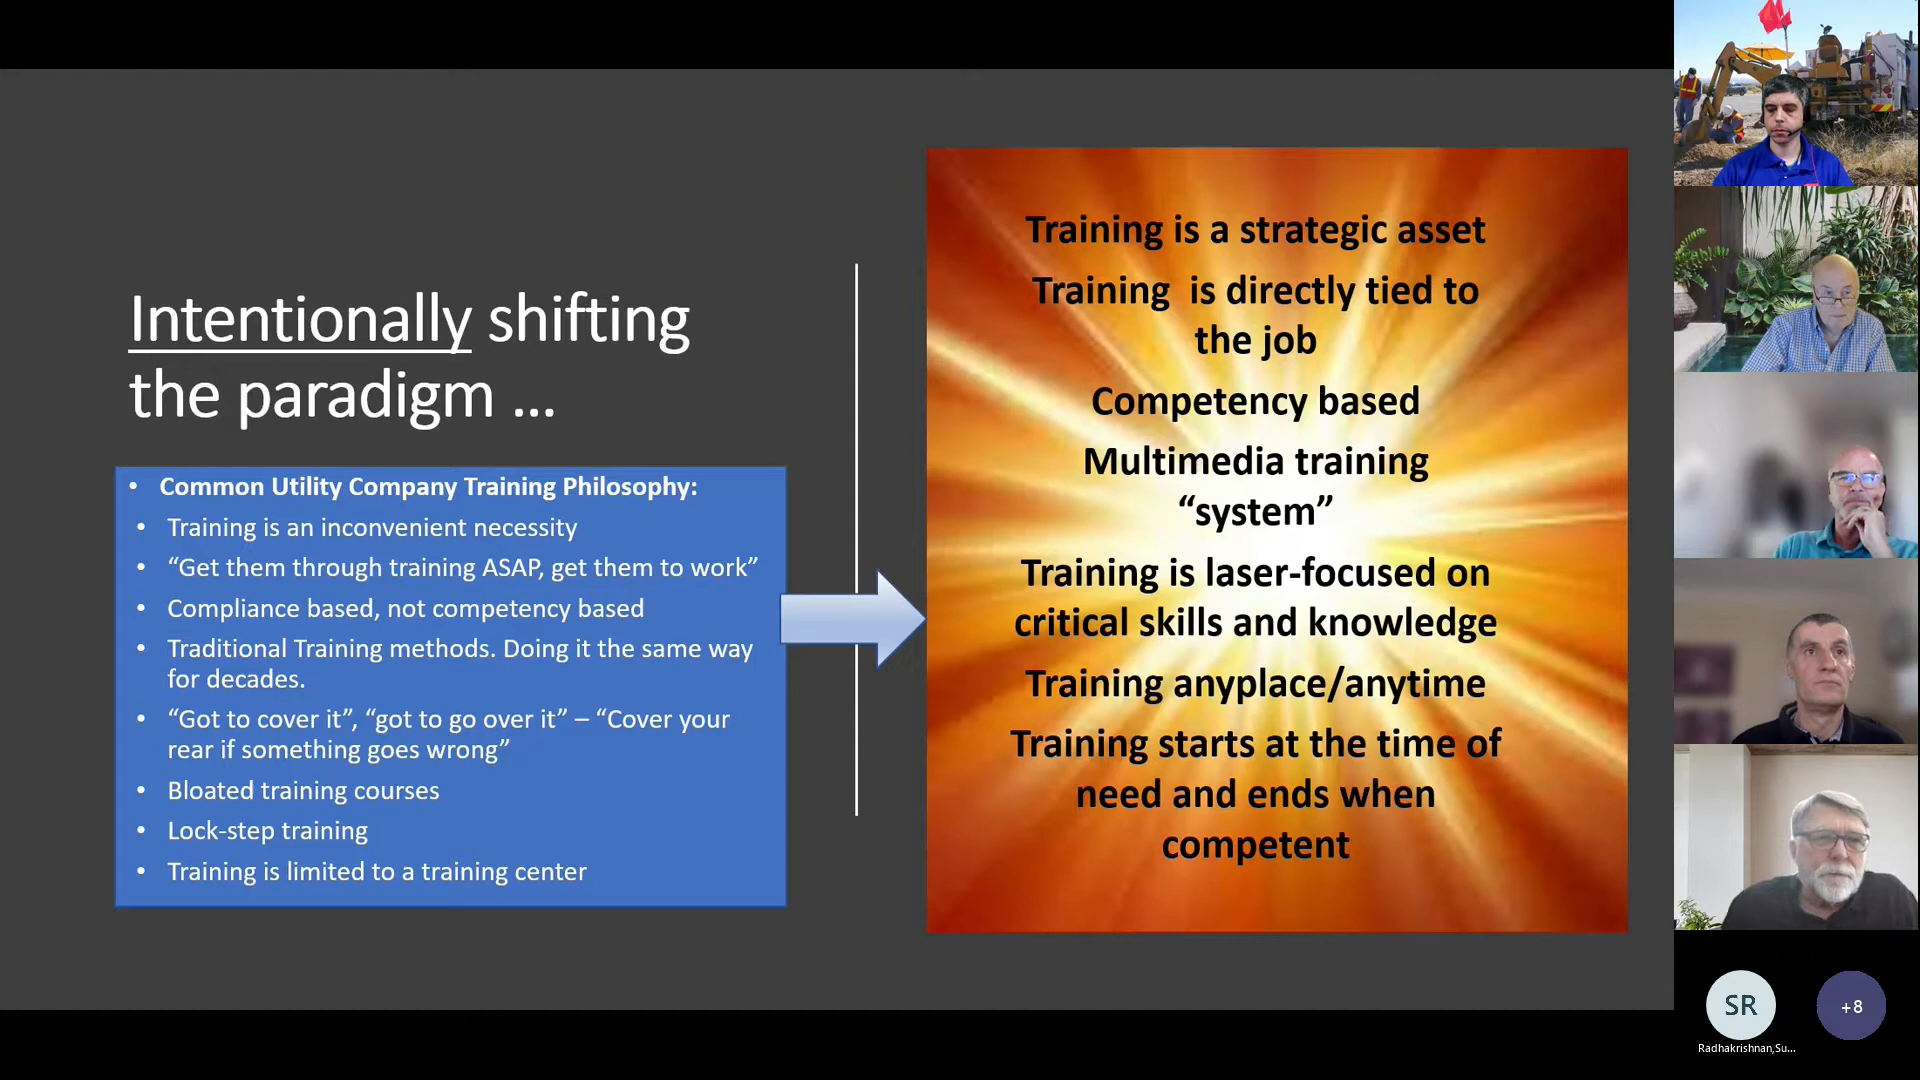 Intentionally shifting
the paradigm ...
• Common Utility Company Training Philosophy:
• Training is an inconvenient necessity
• “Get them through training ASAP, get them to work”
• Compliance based, not competency based
• Traditional Training methods. Doing it the same way
for decades.
• “Got to cover it”, “got to go over it” – “Cover your
rear if something goes wrong”
• Bloated training courses
• Lock-step training
• Training is limited to a training center
Training is a strategic asset
Training  is directly tied to
the job
Competency based
Multimedia training
“system”
Training is laser-focused on
critical skills and knowledge
Training anyplace/anytime
Training starts at the time of
need and ends when
competent
SR
+8
Radhakrishnan,Su...